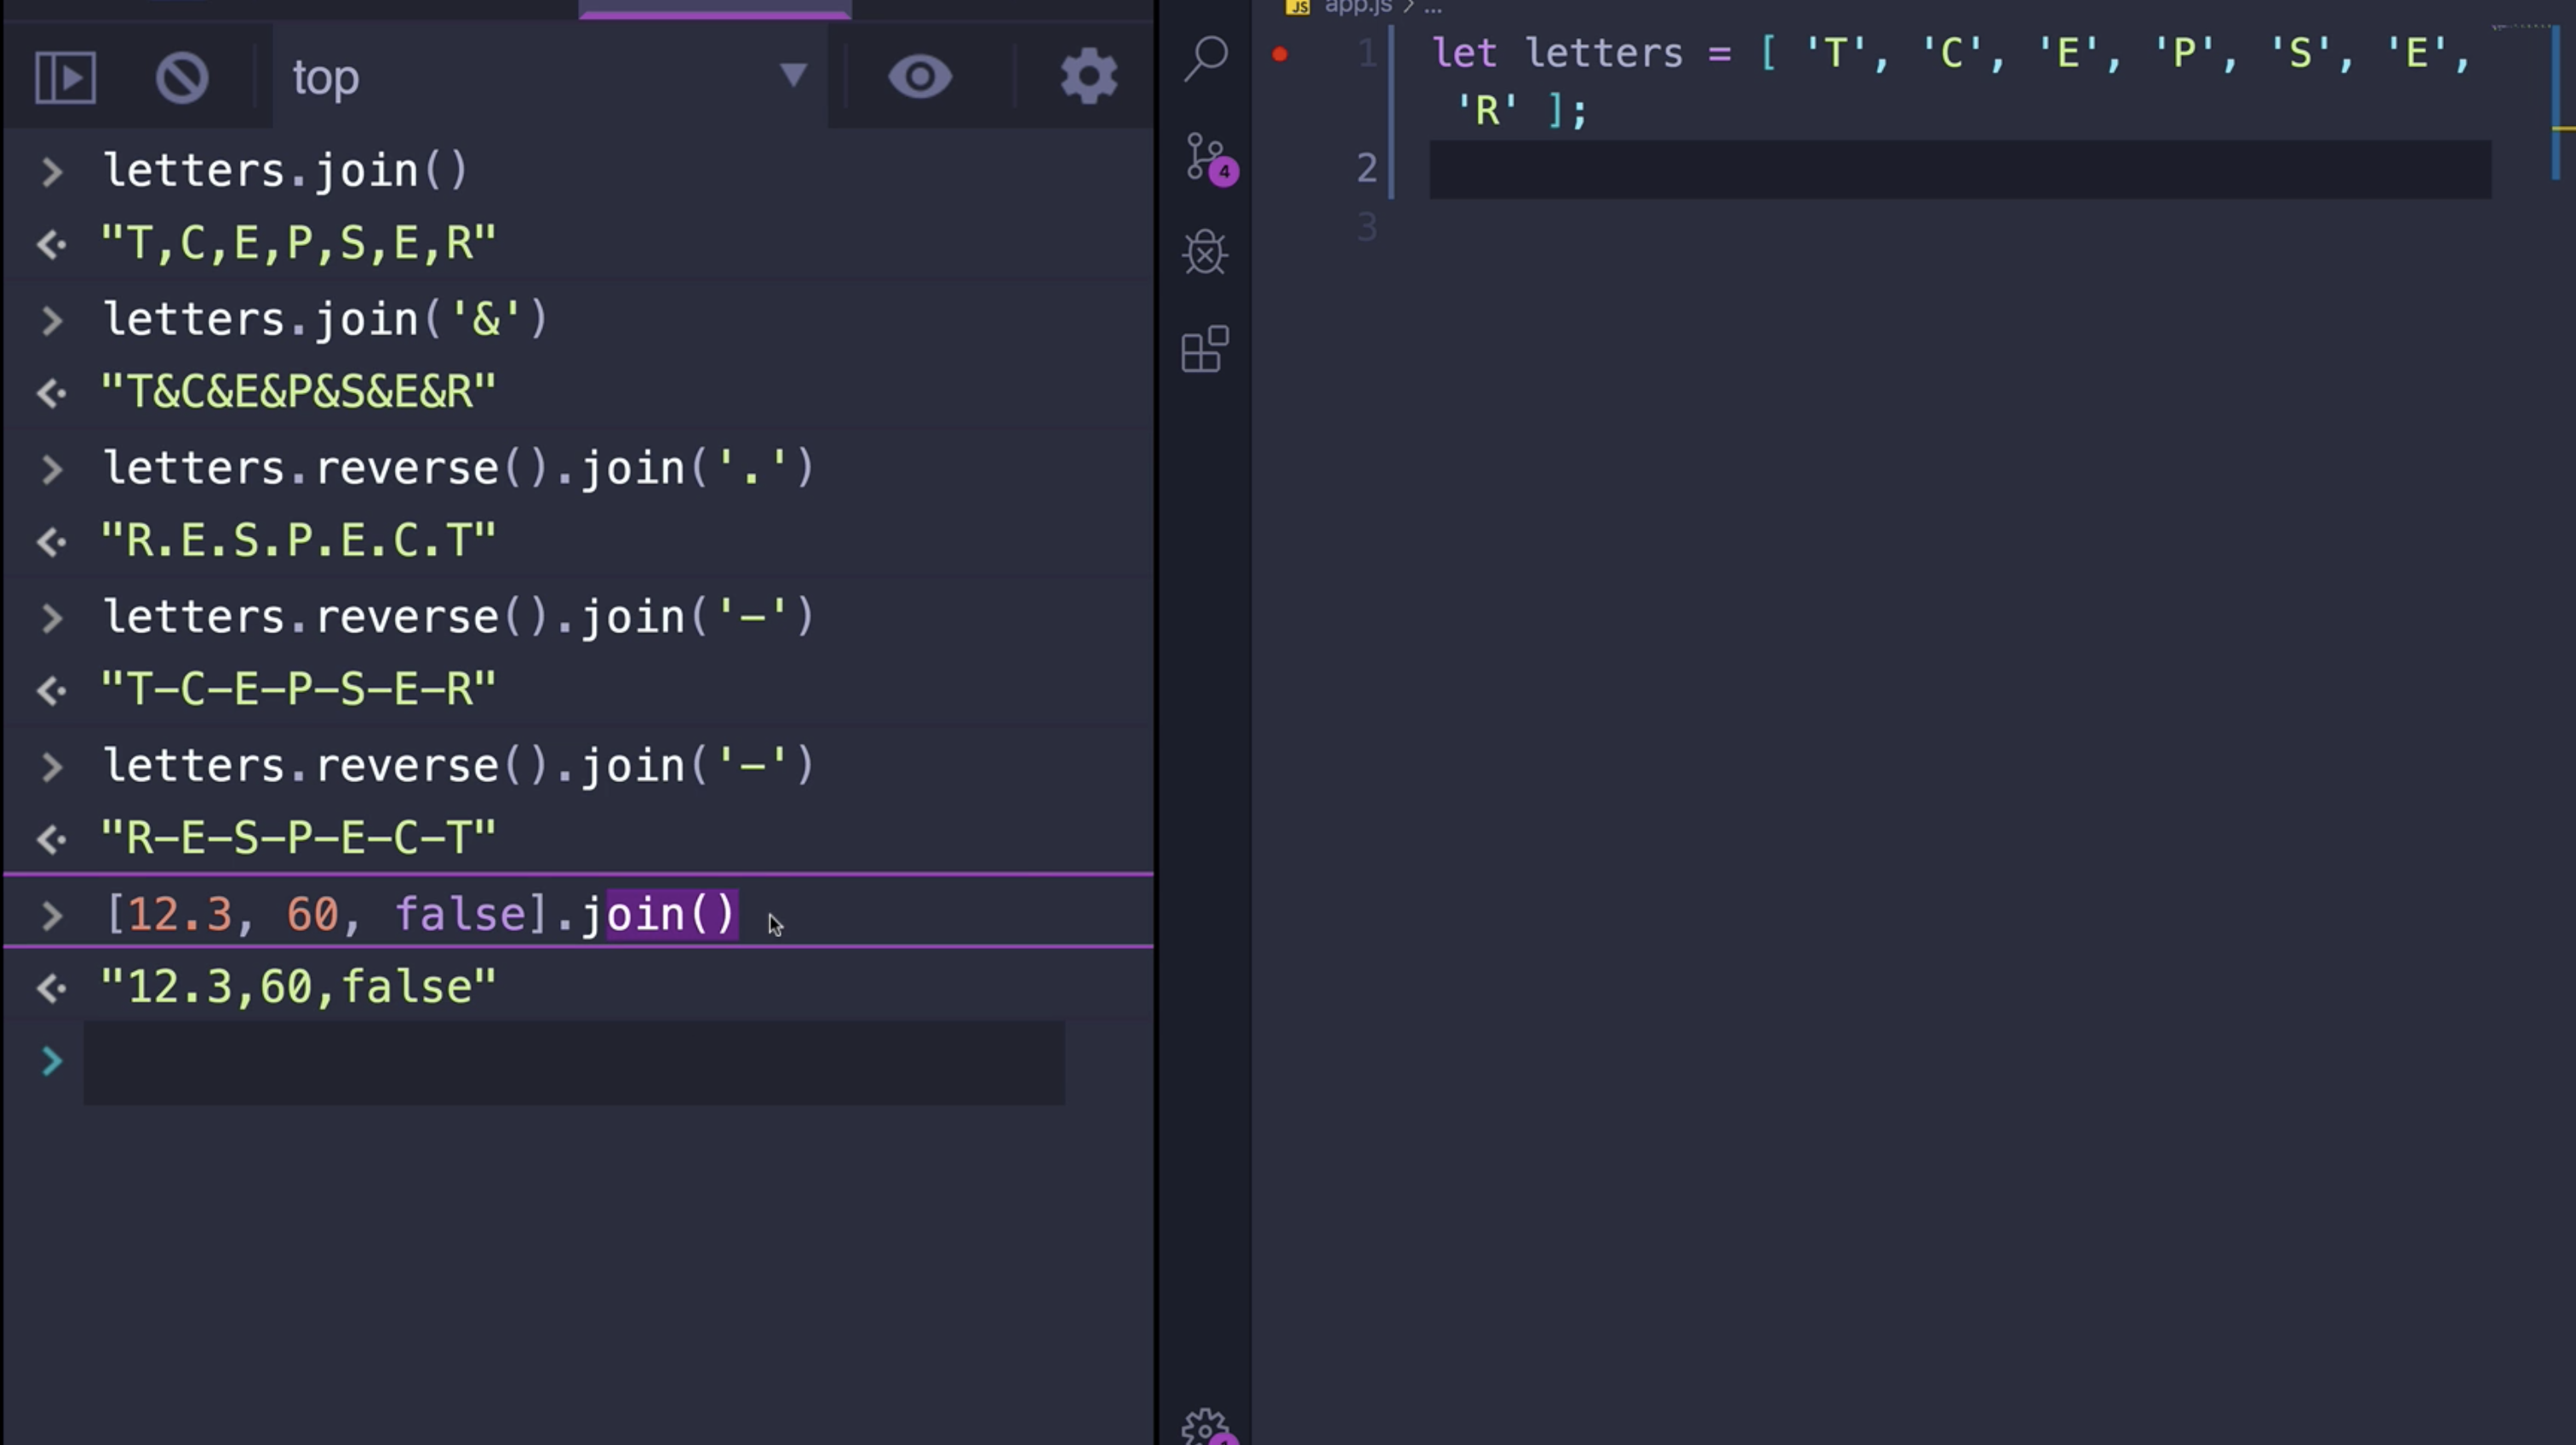 top
letters.join()
"T,C,E,P,S,E,R"
letters.join('&')
"T&C&E&P&S&E&R"
letters.reverse().join('.')
"R.E.S.P.E.C.T"
letters.reverse().join('-')
"T-C-E-P-S-E-R"
letters.reverse().join('-')
"R-E-S-P-E-C-T"
[12.3, 60, false].join()
"12.3,60,false"
4
JS app.js > ...
1 let letters = [ 'T', 'C', 'E', 'P', 'S', 'E',
'R' ];
2
3